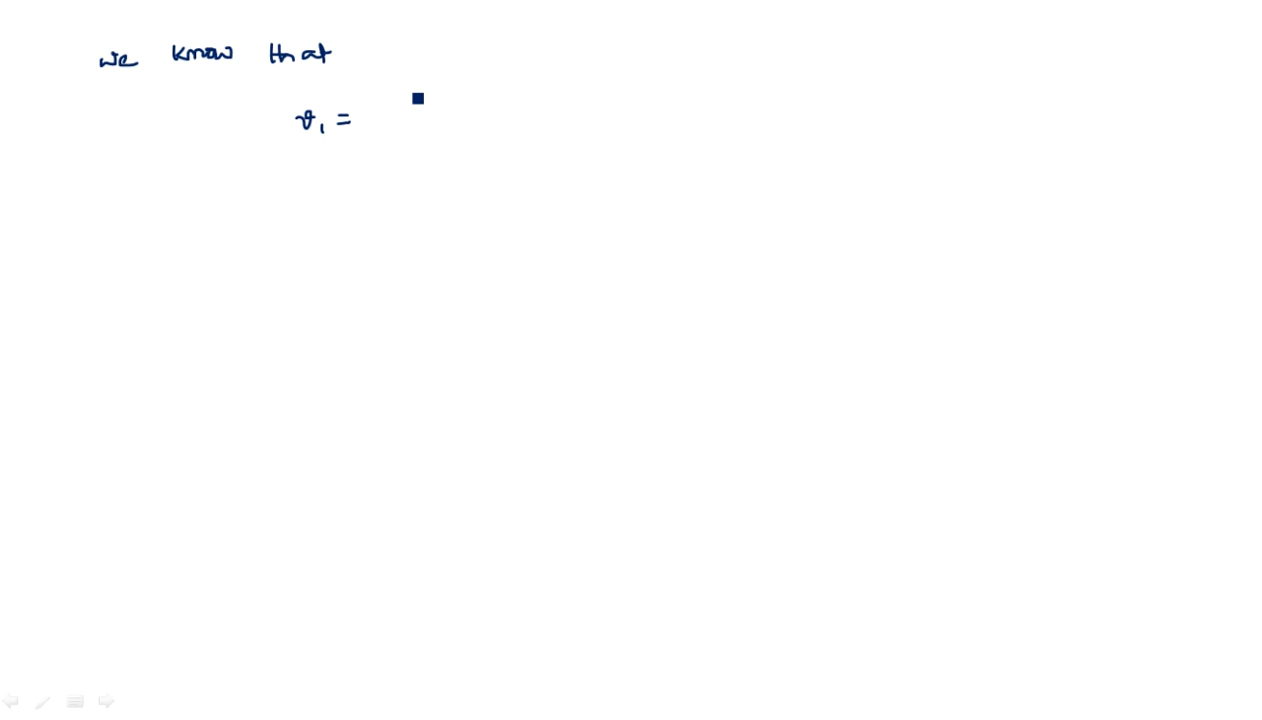 we know that
ϑ₁ =